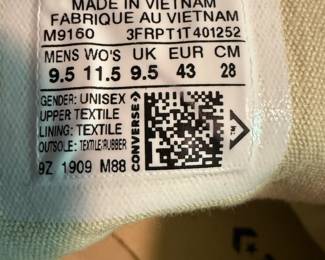 MADE IN VIETNAM
FABRIQUE AU VIETNAM
M9160 3FRPT1T401252
MENS WO'S UK EUR CM
9.5 11.5 9.5 43 28
GENDER: UNISEX
UPPER TEXTILE
LINING: TEXTILE
OUTSOLE: TEXTILE/RUBBER
9Z 1909 M88
CONVERSE